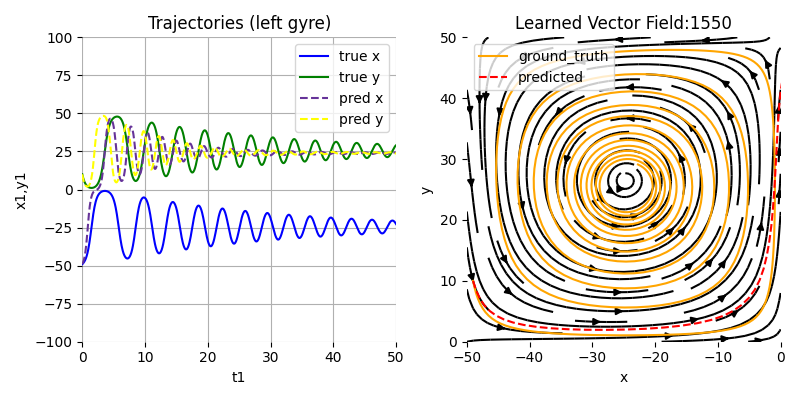 Trajectories (left gyre)
100
75
50
25
0
−25
−50
−75
−100
x1,y1
0
10
20
30
40
50
t1
true x
true y
pred x
pred y
Learned Vector Field:1550
50
40
30
20
10
0
y
−50
−40
−30
−20
−10
0
x
ground_truth
predicted